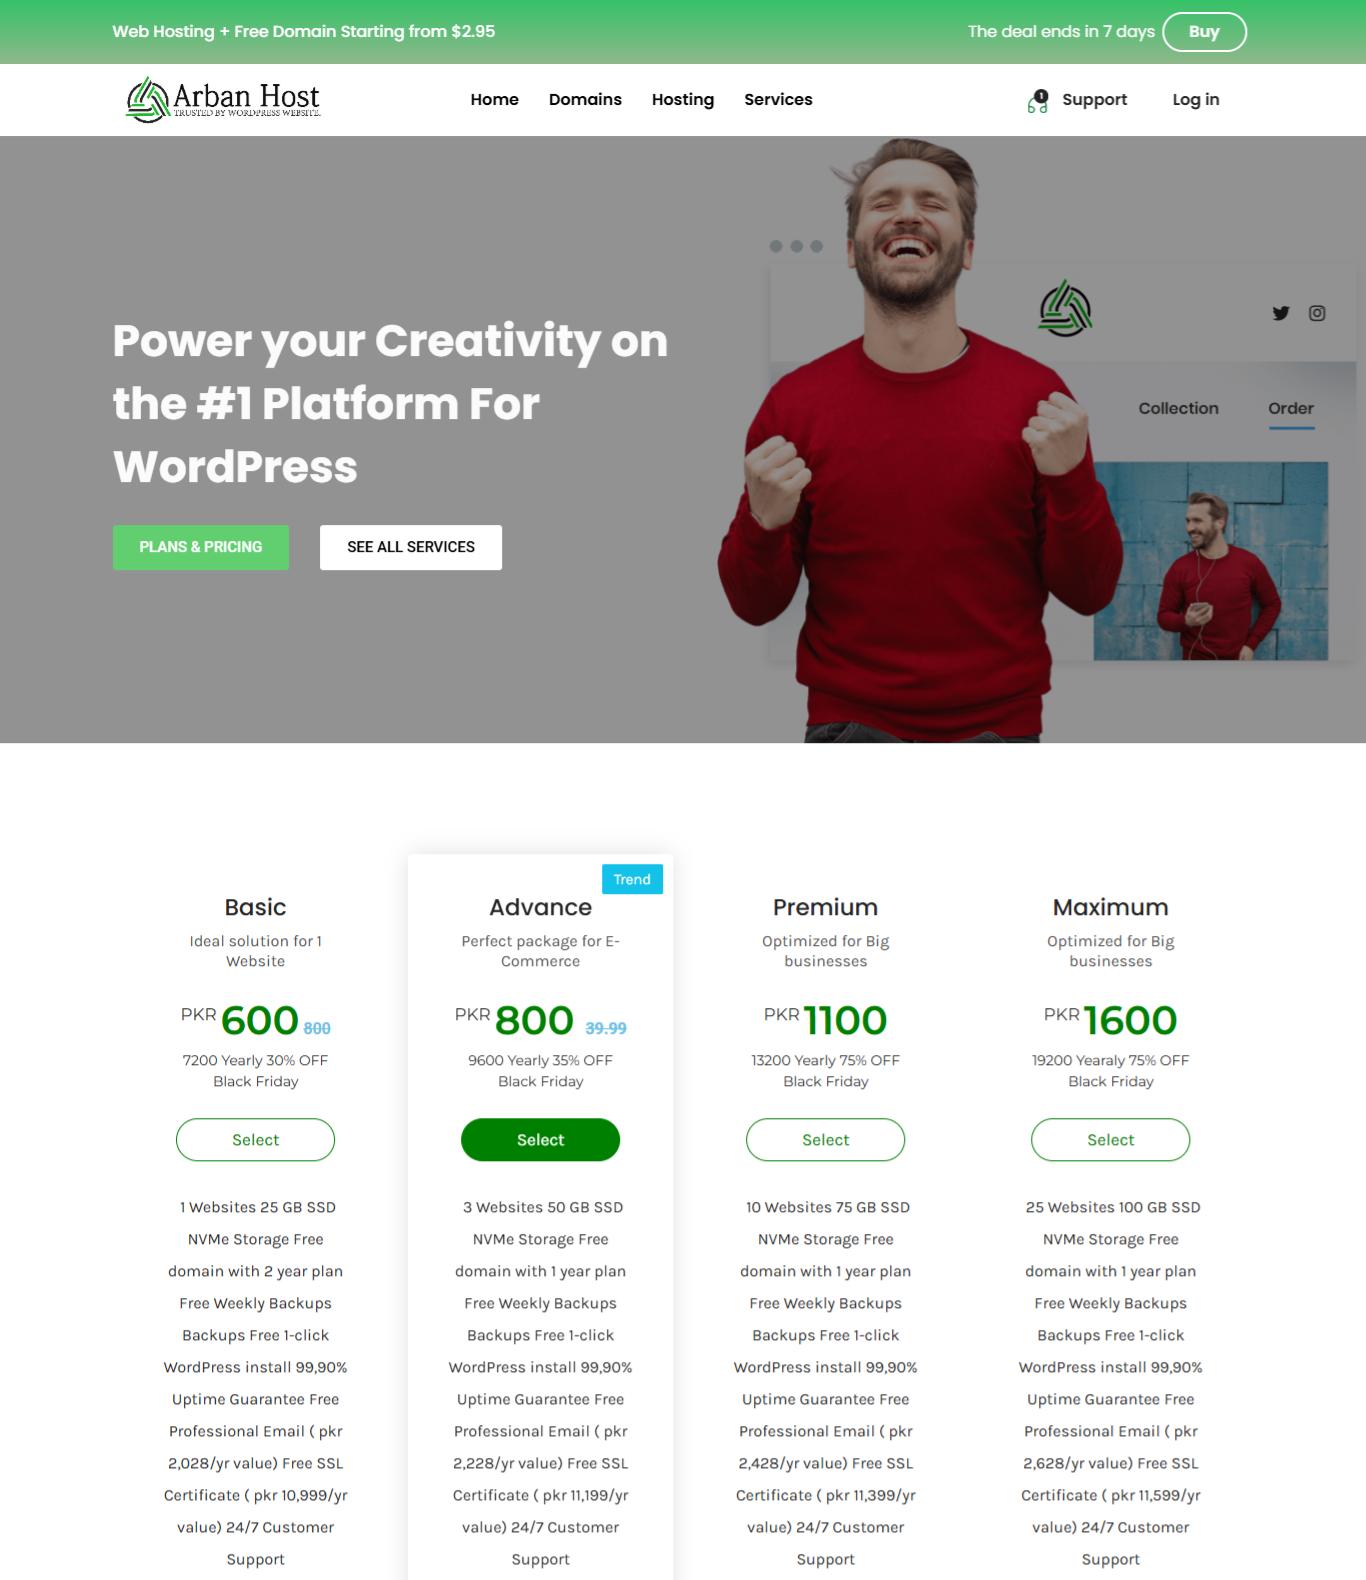 Web Hosting + Free Domain Starting from $2.95
The deal ends in 7 days
Buy
Arban Host
TRUSTED BY WORDPRESS WEBSITE.
Home
Domains
Hosting
Services
1
Support
Log in
Power your Creativity on
the #1 Platform For
WordPress
PLANS & PRICING
SEE ALL SERVICES
Collection
Order
Basic
Ideal solution for 1
Website
PKR 600 800
7200 Yearly 30% OFF
Black Friday
Select
1 Websites 25 GB SSD
NVMe Storage Free
domain with 2 year plan
Free Weekly Backups
Backups Free 1-click
WordPress install 99,90%
Uptime Guarantee Free
Professional Email ( pkr
2,028/yr value) Free SSL
Certificate ( pkr 10,999/yr
value) 24/7 Customer
Support
Trend
Advance
Perfect package for E-
Commerce
PKR 800 39.99
9600 Yearly 35% OFF
Black Friday
Select
3 Websites 50 GB SSD
NVMe Storage Free
domain with 1 year plan
Free Weekly Backups
Backups Free 1-click
WordPress install 99,90%
Uptime Guarantee Free
Professional Email ( pkr
2,228/yr value) Free SSL
Certificate ( pkr 11,199/yr
value) 24/7 Customer
Support
Premium
Optimized for Big
businesses
PKR 1100
13200 Yearly 75% OFF
Black Friday
Select
10 Websites 75 GB SSD
NVMe Storage Free
domain with 1 year plan
Free Weekly Backups
Backups Free 1-click
WordPress install 99,90%
Uptime Guarantee Free
Professional Email ( pkr
2,428/yr value) Free SSL
Certificate ( pkr 11,399/yr
value) 24/7 Customer
Support
Maximum
Optimized for Big
businesses
PKR 1600
19200 Yearaly 75% OFF
Black Friday
Select
25 Websites 100 GB SSD
NVMe Storage Free
domain with 1 year plan
Free Weekly Backups
Backups Free 1-click
WordPress install 99,90%
Uptime Guarantee Free
Professional Email ( pkr
2,628/yr value) Free SSL
Certificate ( pkr 11,599/yr
value) 24/7 Customer
Support